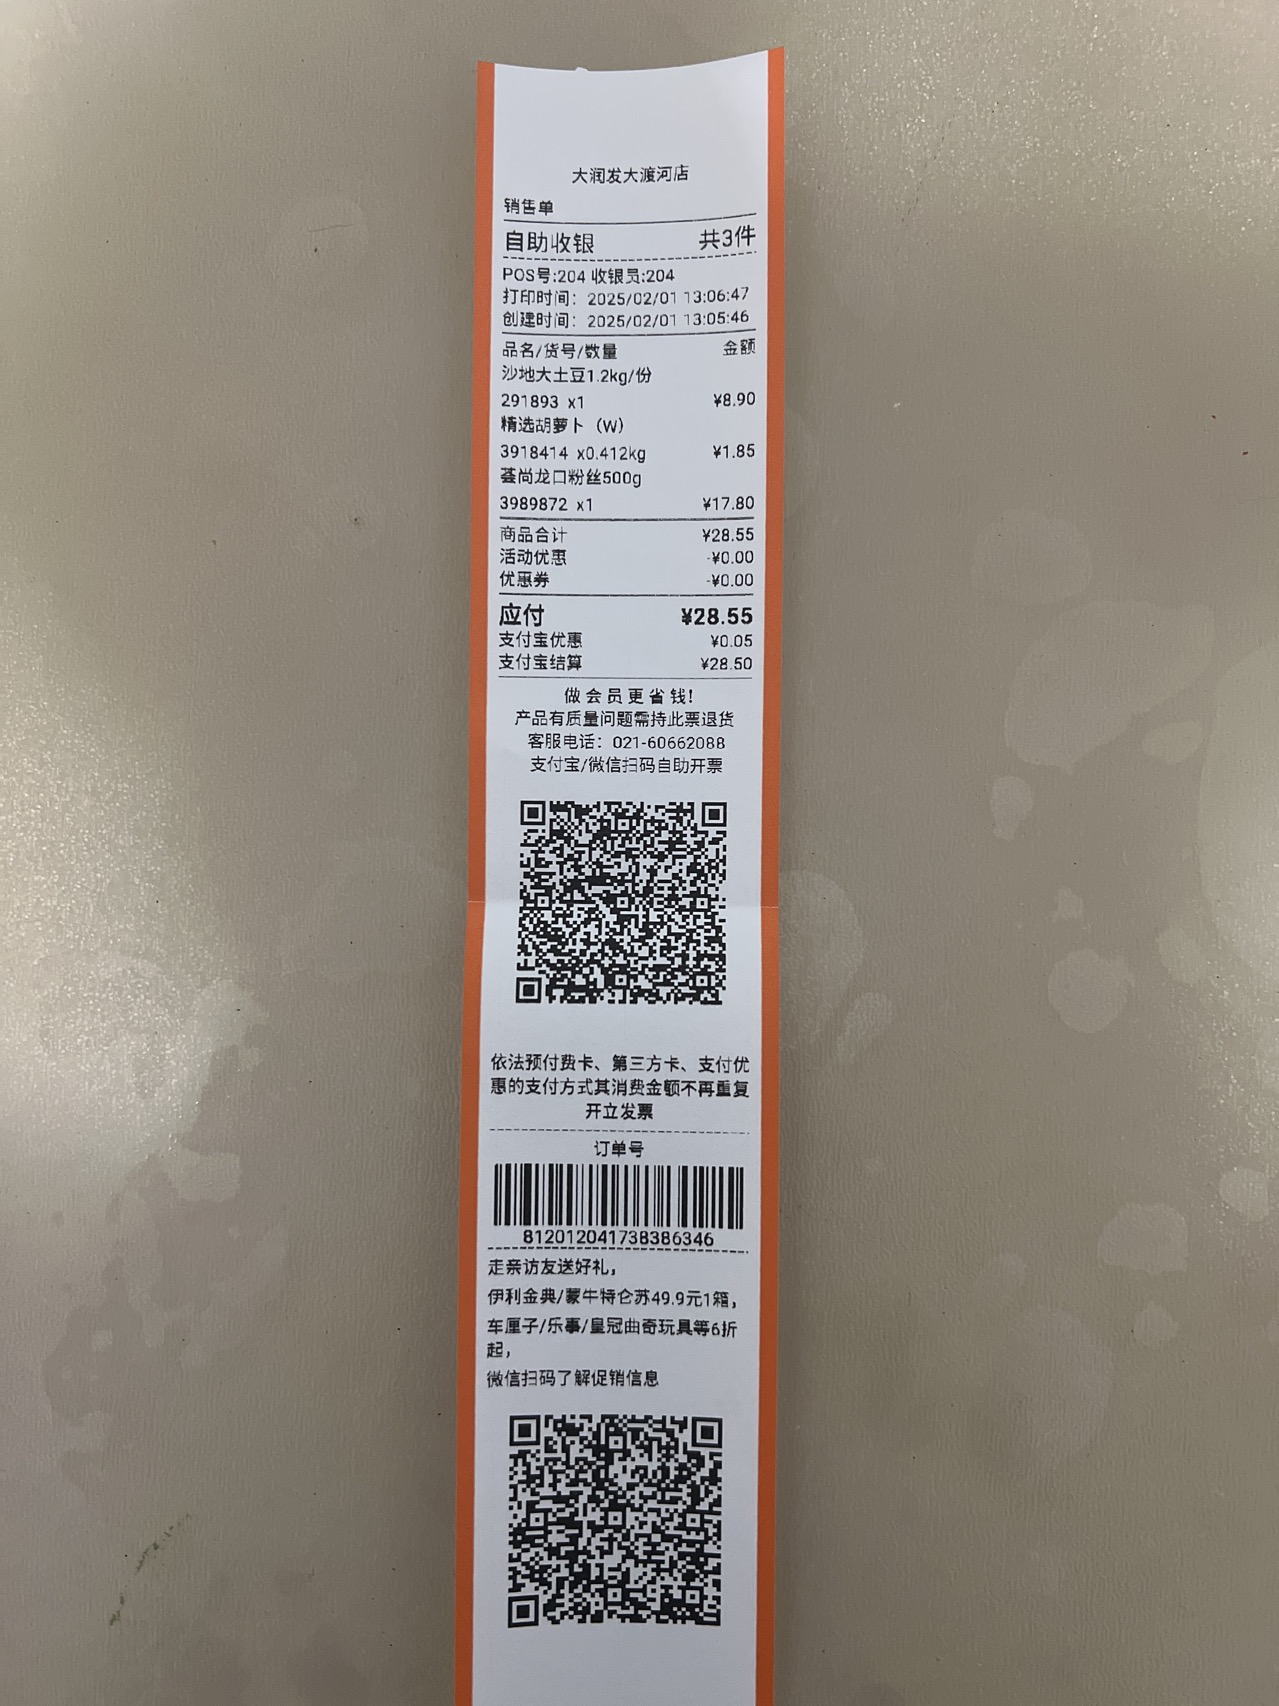 大润发大渡河店
销售单
自助收银 共3件
POS号:204 收银员:204
打印时间：2025/02/01 13:06:47
创建时间：2025/02/01 13:05:46
品名/货号/数量 金额
沙地大土豆1.2kg/份
291893 x1 ¥8.90
精选胡萝卜（W）
3918414 x0.412kg ¥1.85
荟尚龙口粉丝500g
3989872 x1 ¥17.80
商品合计 ¥28.55
活动优惠 -¥0.00
优惠券 -¥0.00
应付 ¥28.55
支付宝优惠 ¥0.05
支付宝结算 ¥28.50
做会员更省钱!
产品有质量问题需持此票退货
客服电话：021-60662088
支付宝/微信扫码自助开票
依法预付费卡、第三方卡、支付优
惠的支付方式其消费金额不再重复
开立发票
订单号
812012041738386346
走亲访友送好礼，
伊利金典/蒙牛特仑苏49.9元1箱，
车厘子/乐事/皇冠曲奇玩具等6折
起，
微信扫码了解促销信息